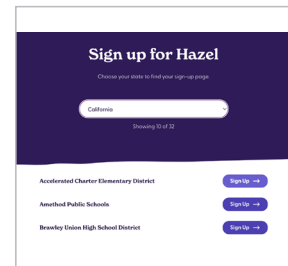 Sign up for Hazel
Choose your state to find your sign-up page.
California
Showing 10 of 32
Accelerated Charter Elementary District
Sign Up →
Amethod Public Schools
Sign Up →
Brawley Union High School District
Sign Up →